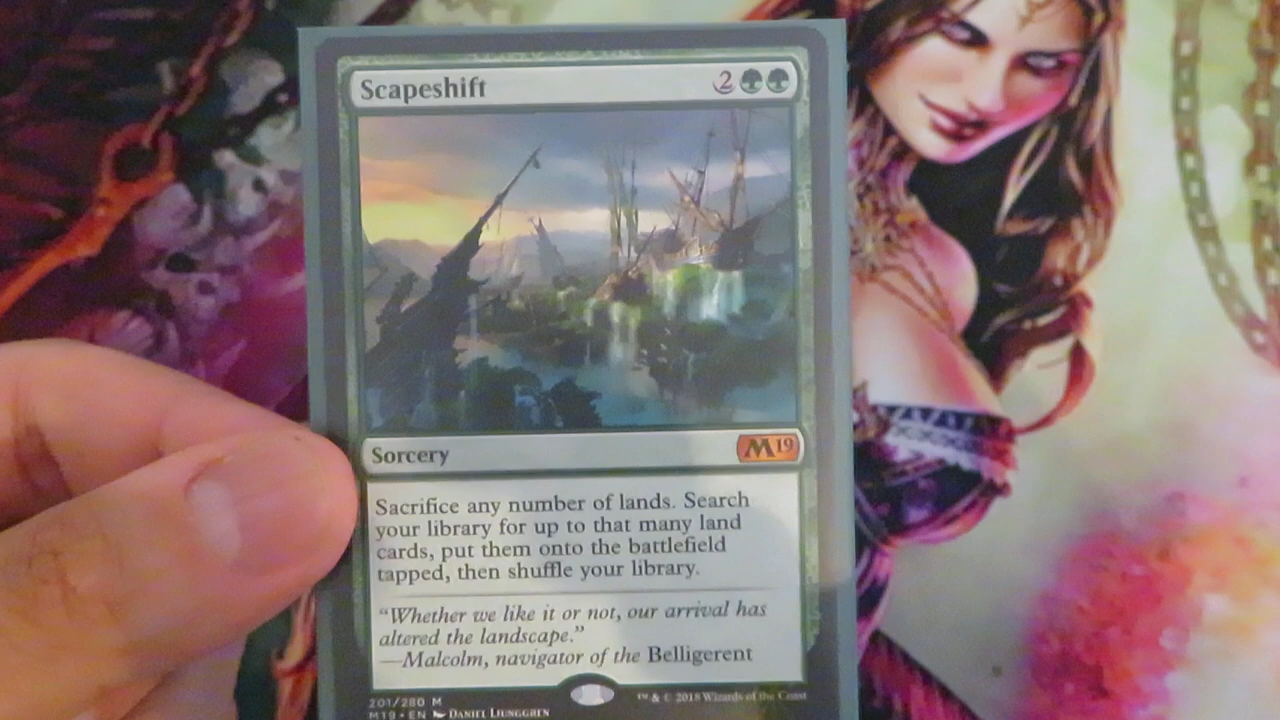 Scapeshift 2
Sorcery M19
Sacrifice any number of lands. Search
your library for up to that many land
cards, put them onto the battlefield
tapped, then shuffle your library.
“Whether we like it or not, our arrival has
altered the landscape.”
—Malcolm, navigator of the Belligerent
201/280 M
™ & © 2018 Wizards of the Coast
M19 • EN DANIEL LJUNGGREN